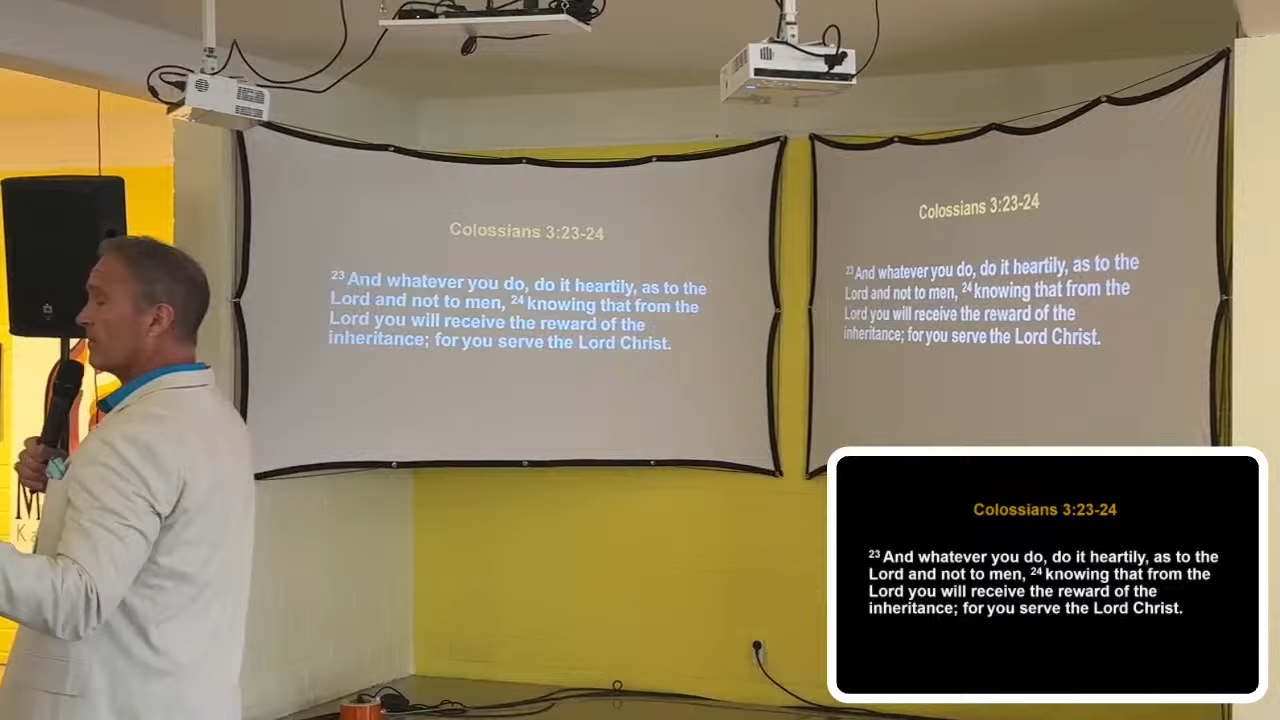 Colossians 3:23-24
23 And whatever you do, do it heartily, as to the
Lord and not to men, 24 knowing that from the
Lord you will receive the reward of the
inheritance; for you serve the Lord Christ.
Colossians 3:23-24
23 And whatever you do, do it heartily, as to the
Lord and not to men, 24 knowing that from the
Lord you will receive the reward of the
inheritance; for you serve the Lord Christ.
Colossians 3:23-24
23 And whatever you do, do it heartily, as to the
Lord and not to men, 24 knowing that from the
Lord you will receive the reward of the
inheritance; for you serve the Lord Christ.